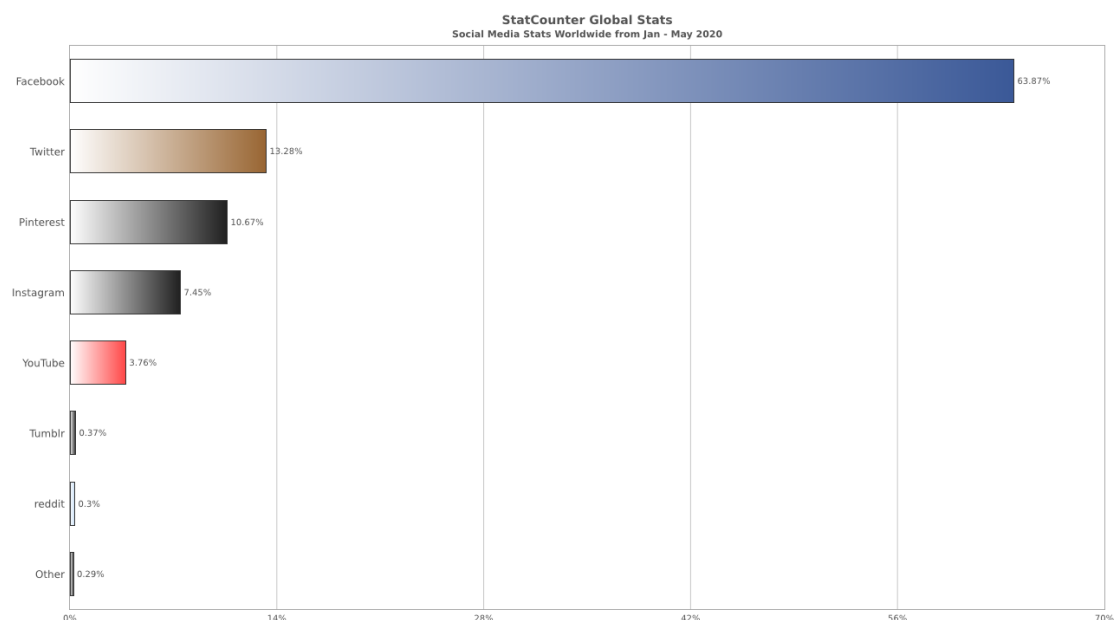 StatCounter Global Stats
Social Media Stats Worldwide from Jan - May 2020
Facebook 63.87%
Twitter 13.28%
Pinterest 10.67%
Instagram 7.45%
YouTube 3.76%
Tumblr 0.37%
reddit 0.3%
Other 0.29%
0% 14% 28% 42% 56% 70%